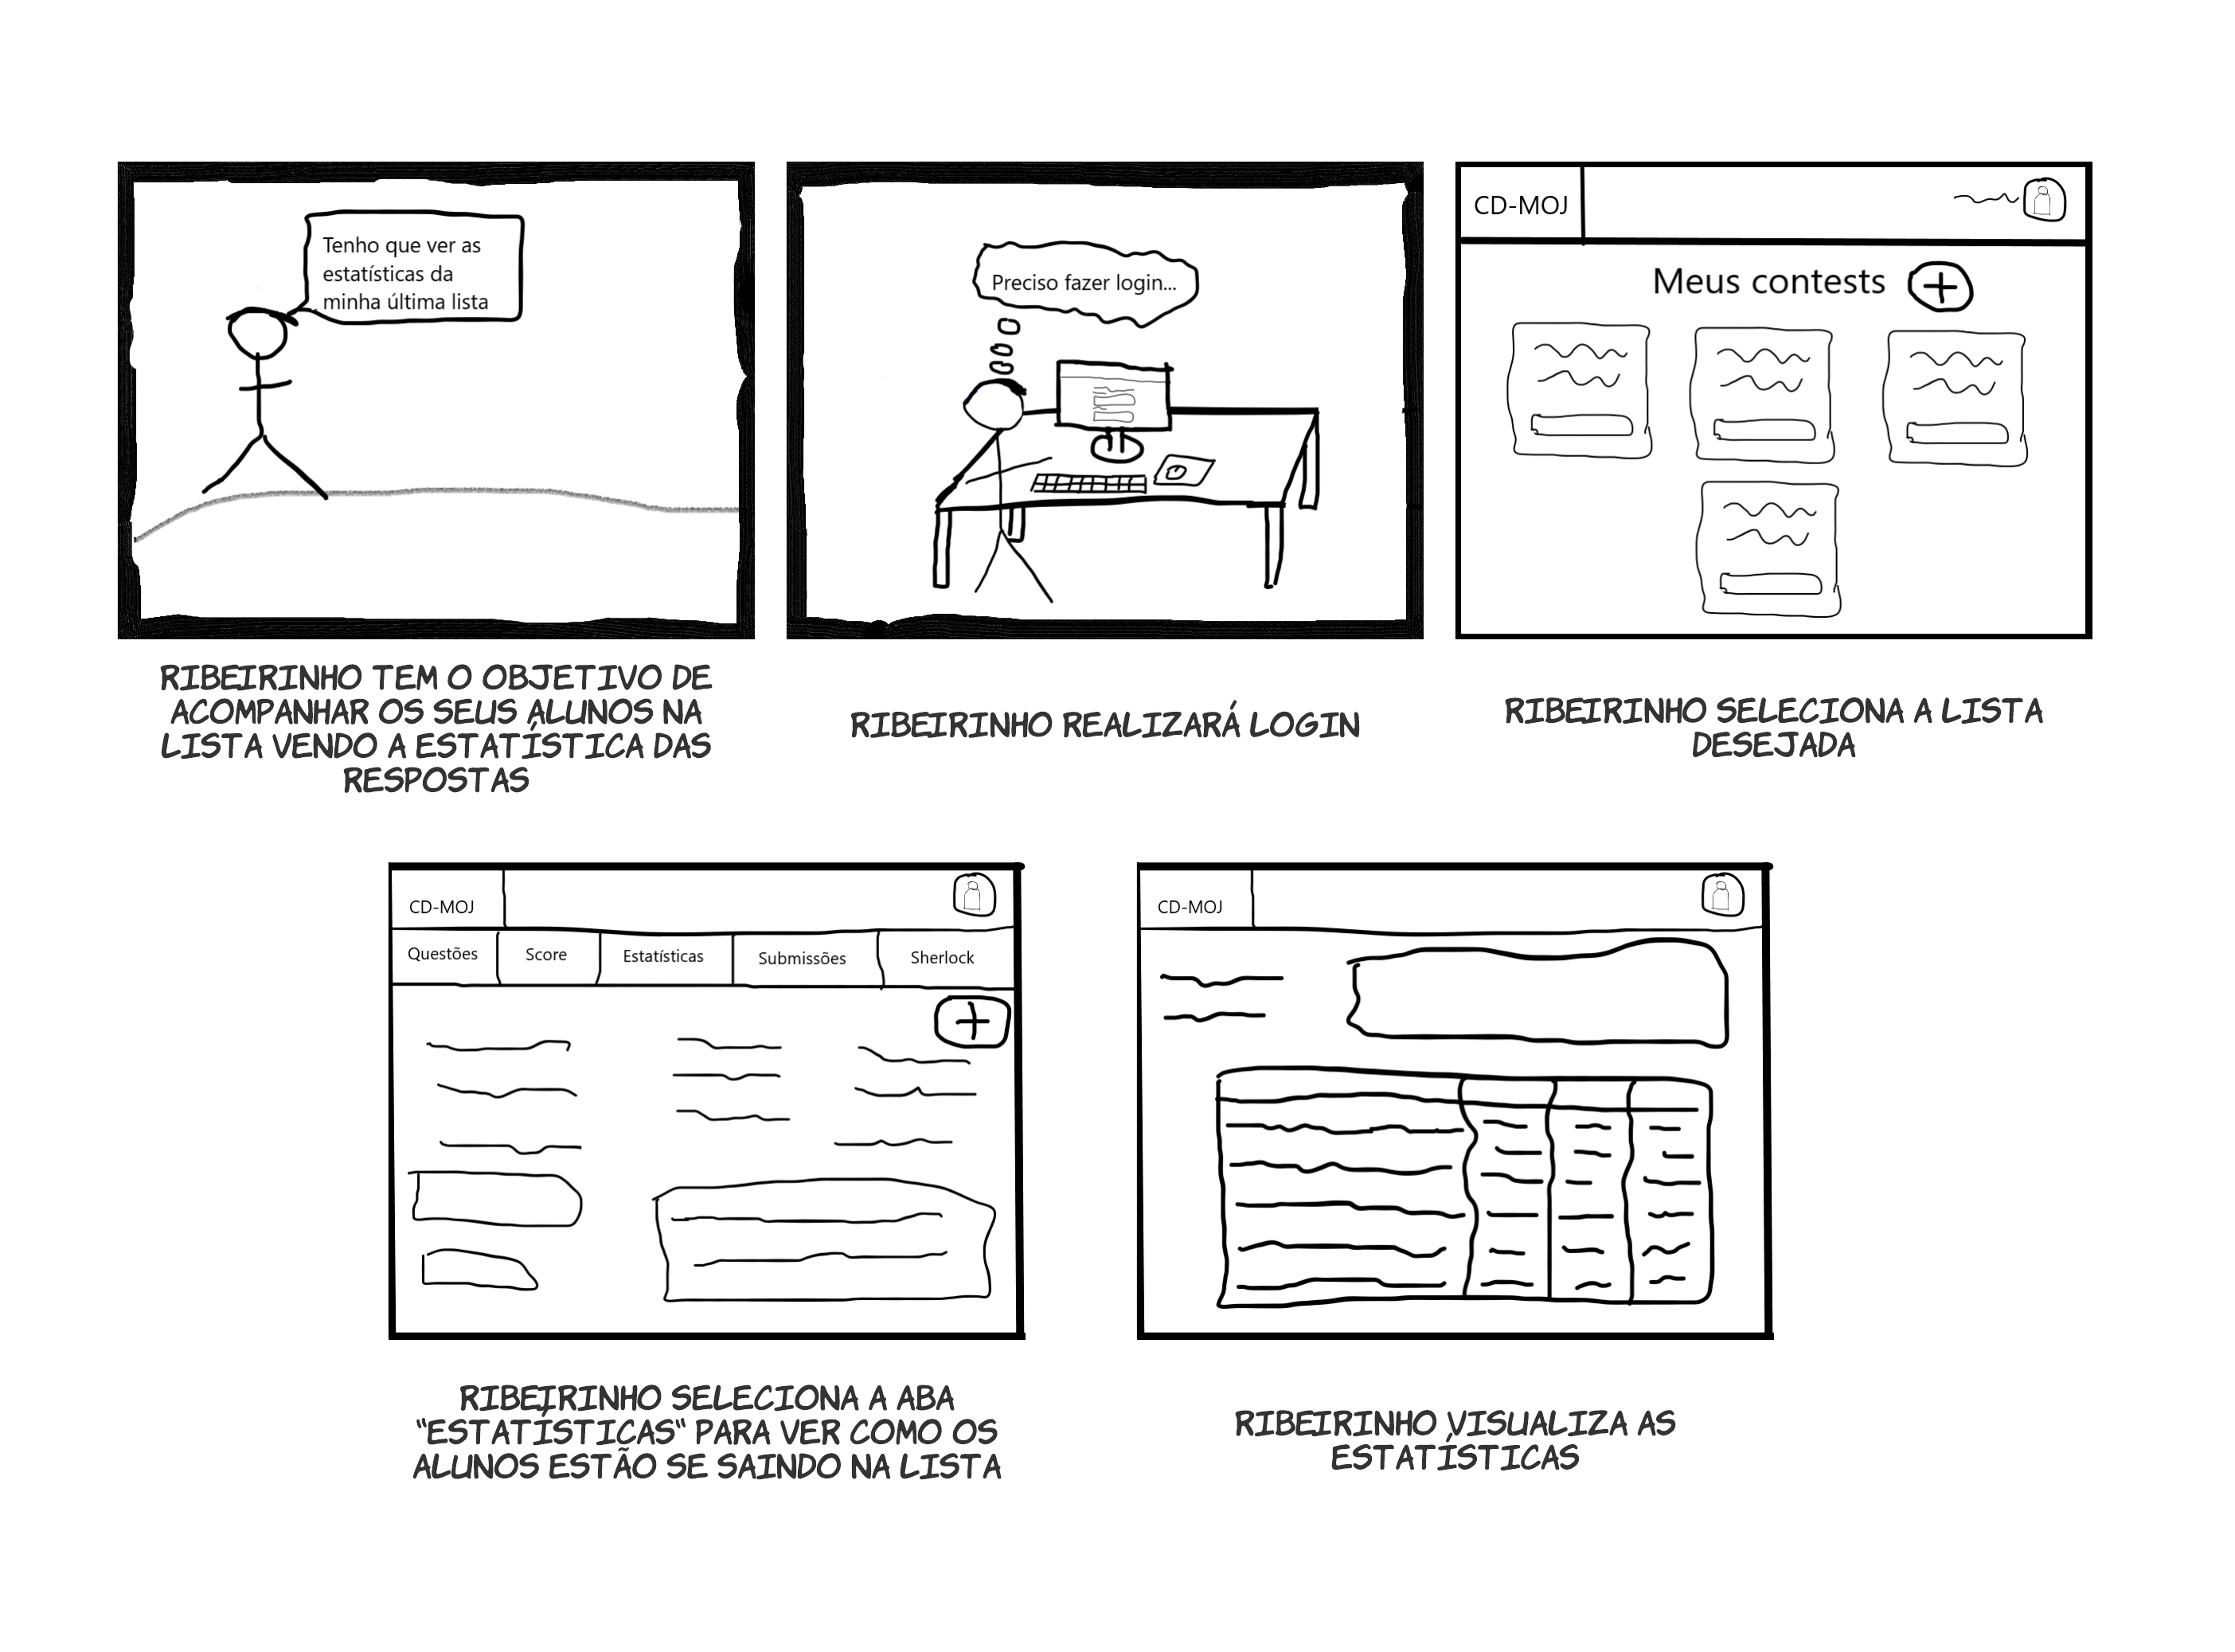 Tenho que ver as
estatísticas da
minha última lista
RIBEIRINHO TEM O OBJETIVO DE
ACOMPANHAR OS SEUS ALUNOS NA
LISTA VENDO A ESTATÍSTICA DAS
RESPOSTAS
Preciso fazer login...
RIBEIRINHO REALIZARÁ LOGIN
CD-MOJ
Meus contests
RIBEIRINHO SELECIONA A LISTA
DESEJADA
CD-MOJ
Questões Score Estatísticas Submissões Sherlock
RIBEIRINHO SELECIONA A ABA
"ESTATÍSTICAS" PARA VER COMO OS
ALUNOS ESTÃO SE SAINDO NA LISTA
CD-MOJ
RIBEIRINHO VISUALIZA AS
ESTATÍSTICAS